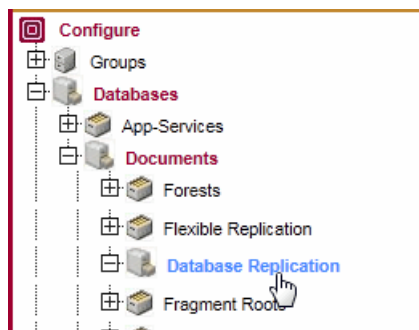 Configure
Groups
Databases
App-Services
Documents
Forests
Flexible Replication
Database Replication
Fragment Roots